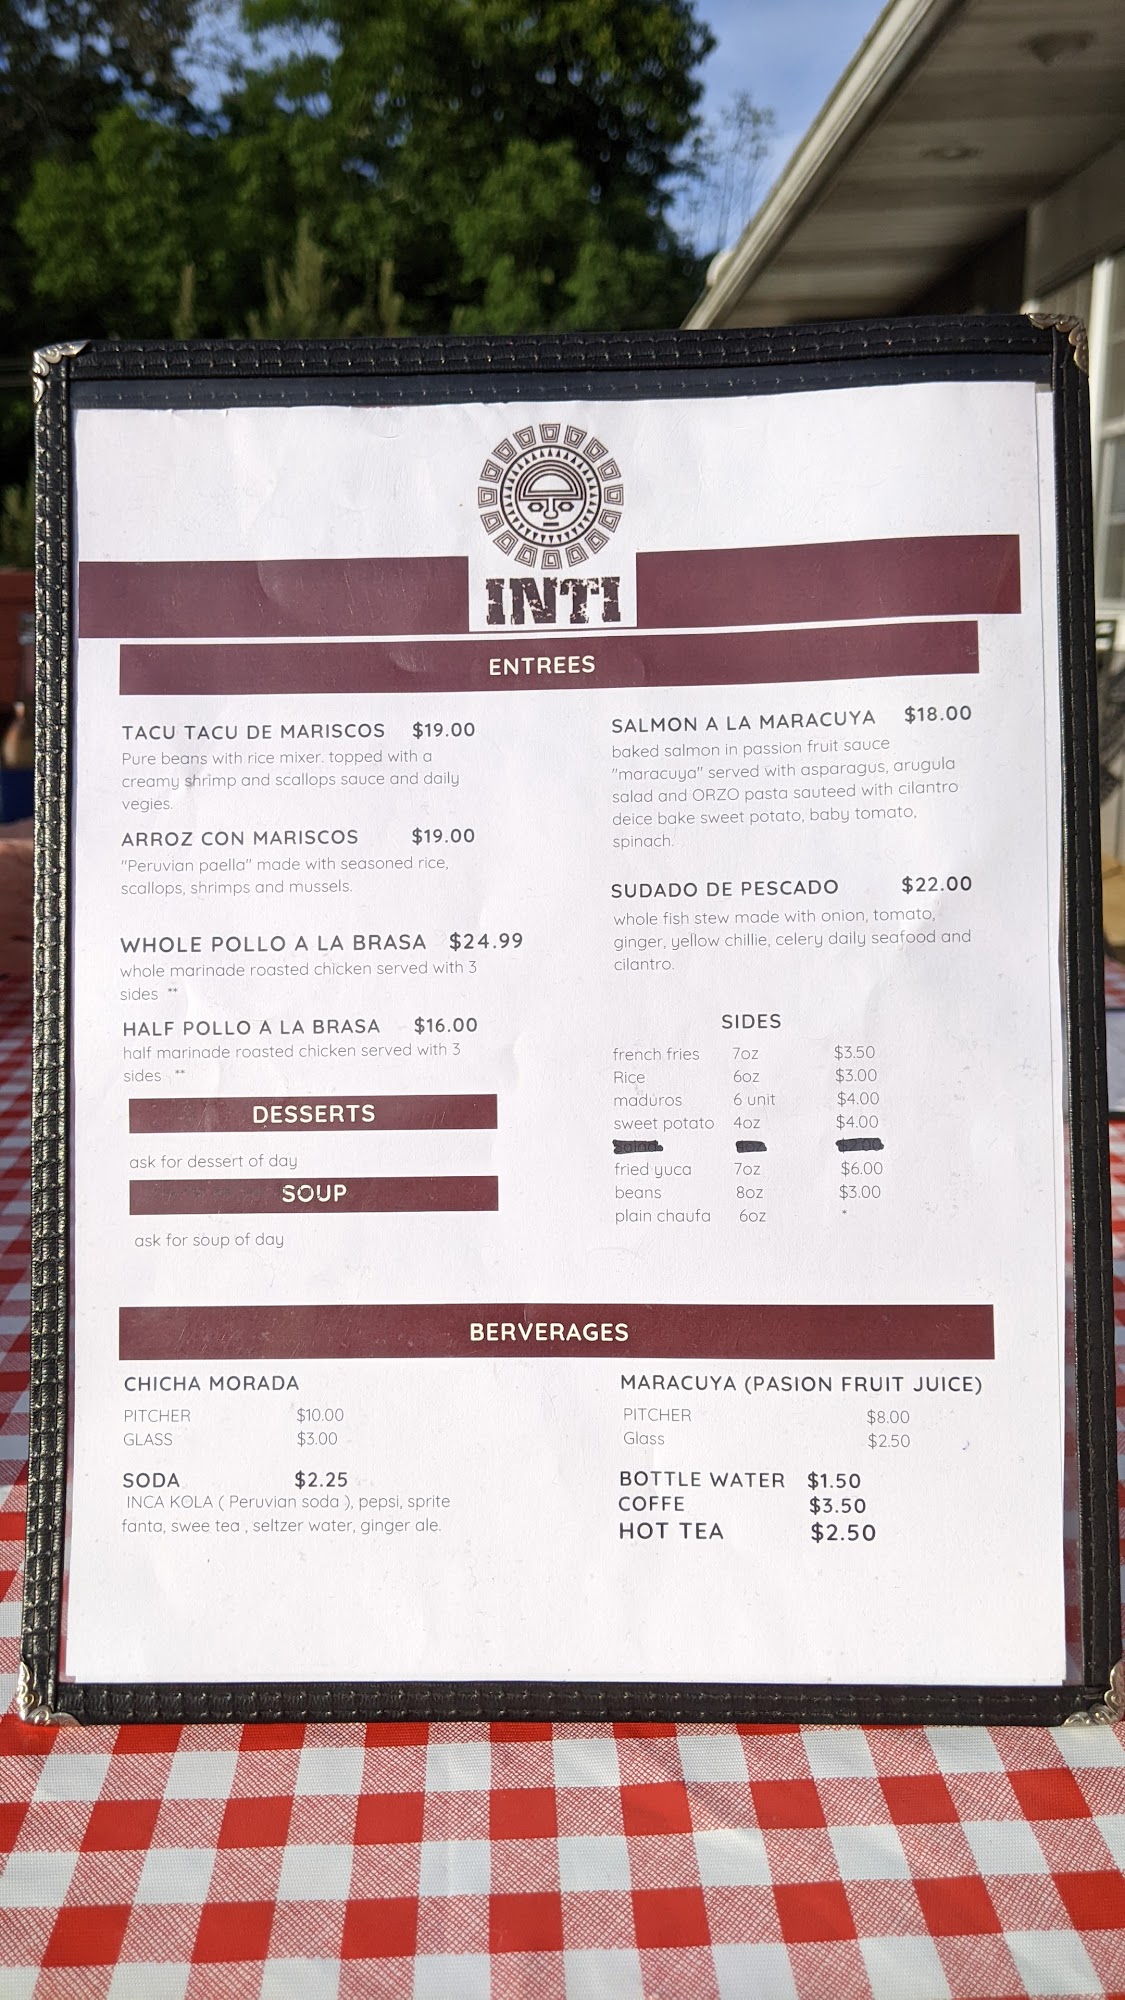 INTI
ENTREES
TACU TACU DE MARISCOS $19.00
Pure beans with rice mixer. topped with a
creamy shrimp and scallops sauce and daily
vegies.
ARROZ CON MARISCOS $19.00
"Peruvian paella" made with seasoned rice,
scallops, shrimps and mussels.
WHOLE POLLO A LA BRASA $24.99
whole marinade roasted chicken served with 3
sides **
HALF POLLO A LA BRASA $16.00
half marinade roasted chicken served with 3
sides **
DESSERTS
ask for dessert of day
SOUP
ask for soup of day
SALMON A LA MARACUYA $18.00
baked salmon in passion fruit sauce
"maracuya" served with asparagus, arugula
salad and ORZO pasta sauteed with cilantro
deice bake sweet potato, baby tomato,
spinach.
SUDADO DE PESCADO $22.00
whole fish stew made with onion, tomato,
ginger, yellow chillie, celery daily seafood and
cilantro.
SIDES
french fries 7oz $3.50
Rice 6oz $3.00
maduros 6 unit $4.00
sweet potato 4oz $4.00
fried yuca 7oz $6.00
beans 8oz $3.00
plain chaufa 6oz *
BERVERAGES
CHICHA MORADA
PITCHER $10.00
GLASS $3.00
SODA $2.25
INCA KOLA ( Peruvian soda ), pepsi, sprite
fanta, swee tea , seltzer water, ginger ale.
MARACUYA (PASION FRUIT JUICE)
PITCHER $8.00
Glass $2.50
BOTTLE WATER $1.50
COFFE $3.50
HOT TEA $2.50